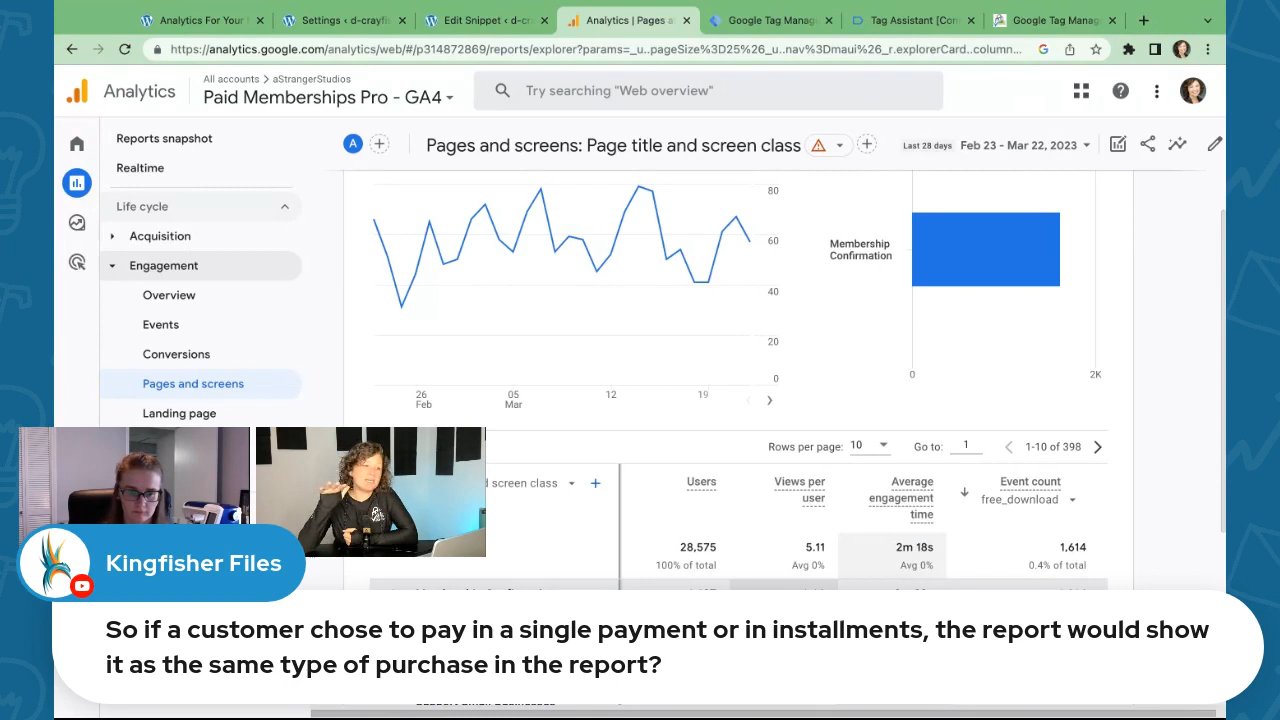 Analytics For Your
Settings ‹ d-crayfis
Edit Snippet ‹ d-cr
Analytics | Pages a
Google Tag Manag
Tag Assistant [Con
Google Tag Manag
https://analytics.google.com/analytics/web/#/p314872869/reports/explorer?params=_u..pageSize%3D25%26_u..nav%3Dmaui%26_r.explorerCard..column...
Analytics
All accounts > aStrangerStudios
Paid Memberships Pro - GA4
Try searching "Web overview"
Reports snapshot
Realtime
Life cycle
Acquisition
Engagement
Overview
Events
Conversions
Pages and screens
Landing page
A
Pages and screens: Page title and screen class
Last 28 days Feb 23 - Mar 22, 2023
80
60
40
20
0
26
Feb
05
Mar
12
19
Membership
Confirmation
0
2K
Rows per page: 10
Go to: 1
1-10 of 398
d screen class
Users
Views per
user
Average
engagement
time
Event count
free_download
28,575
100% of total
5.11
Avg 0%
2m 18s
Avg 0%
1,614
0.4% of total
Kingfisher Files
So if a customer chose to pay in a single payment or in installments, the report would show
it as the same type of purchase in the report?